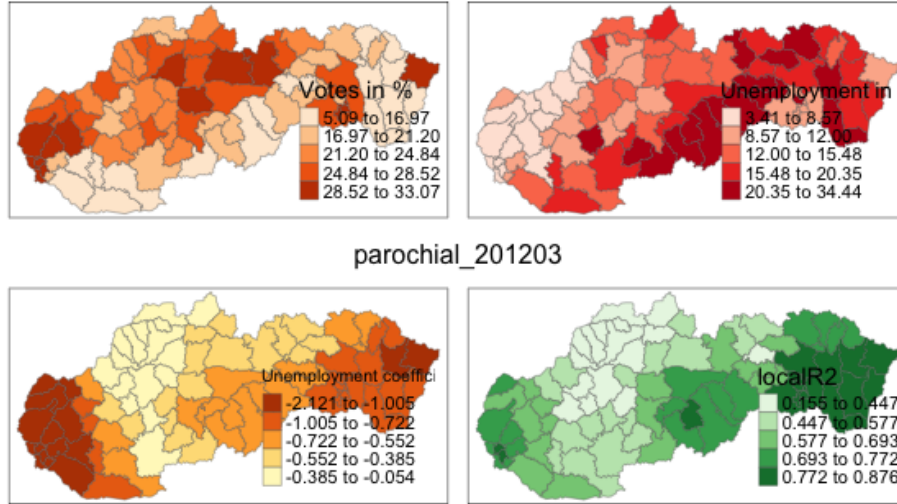 Votes in %
5.09 to 16.97
16.97 to 21.20
21.20 to 24.84
24.84 to 28.52
28.52 to 33.07
Unemployment in
3.41 to 8.57
8.57 to 12.00
12.00 to 15.48
15.48 to 20.35
20.35 to 34.44
parochial_201203
Unemployment coeffici
-2.121 to -1.005
-1.005 to -0.722
-0.722 to -0.552
-0.552 to -0.385
-0.385 to -0.054
localR2
0.155 to 0.447
0.447 to 0.577
0.577 to 0.693
0.693 to 0.772
0.772 to 0.876